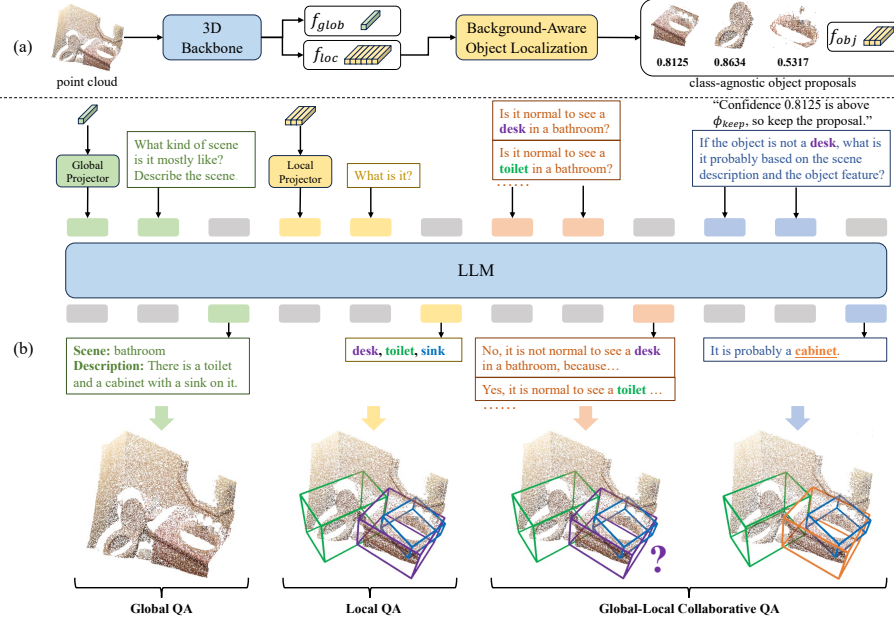 (a)
point cloud
3D
Backbone
f_glob
f_loc
Background-Aware
Object Localization
0.8125
0.8634
0.5317
f_obj
class-agnostic object proposals
Global
Projector
What kind of scene
is it mostly like?
Describe the scene.
Local
Projector
What is it?
Is it normal to see a
desk in a bathroom?
Is it normal to see a
toilet in a bathroom?
······
“Confidence 0.8125 is above
ϕ_keep, so keep the proposal.”
If the object is not a desk, what is
it probably based on the scene
description and the object feature?
LLM
(b)
Scene: bathroom
Description: There is a toilet
and a cabinet with a sink on it.
desk, toilet, sink
No, it is not normal to see a desk
in a bathroom, because…
Yes, it is normal to see a toilet …
······
It is probably a cabinet.
?
Global QA
Local QA
Global-Local Collaborative QA